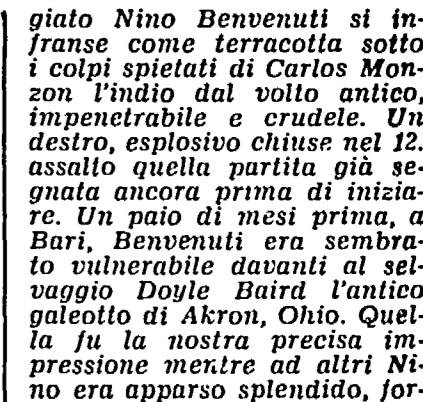 giato Nino Benvenuti si in-
franse come terracotta sotto
i colpi spietati di Carlos Mon-
zon l'indio dal volto antico,
impenetrabile e crudele. Un
destro, esplosivo chiuse nel 12.
assalto quella partita già se-
gnata ancora prima di inizia-
re. Un paio di mesi prima, a
Bari, Benvenuti era sembra-
to vulnerabile davanti al sel-
vaggio Doyle Baird l'antico
galeotto di Akron, Ohio. Quel-
la fu la nostra precisa im-
pressione mentre ad altri Ni-
no era apparso splendido, for-